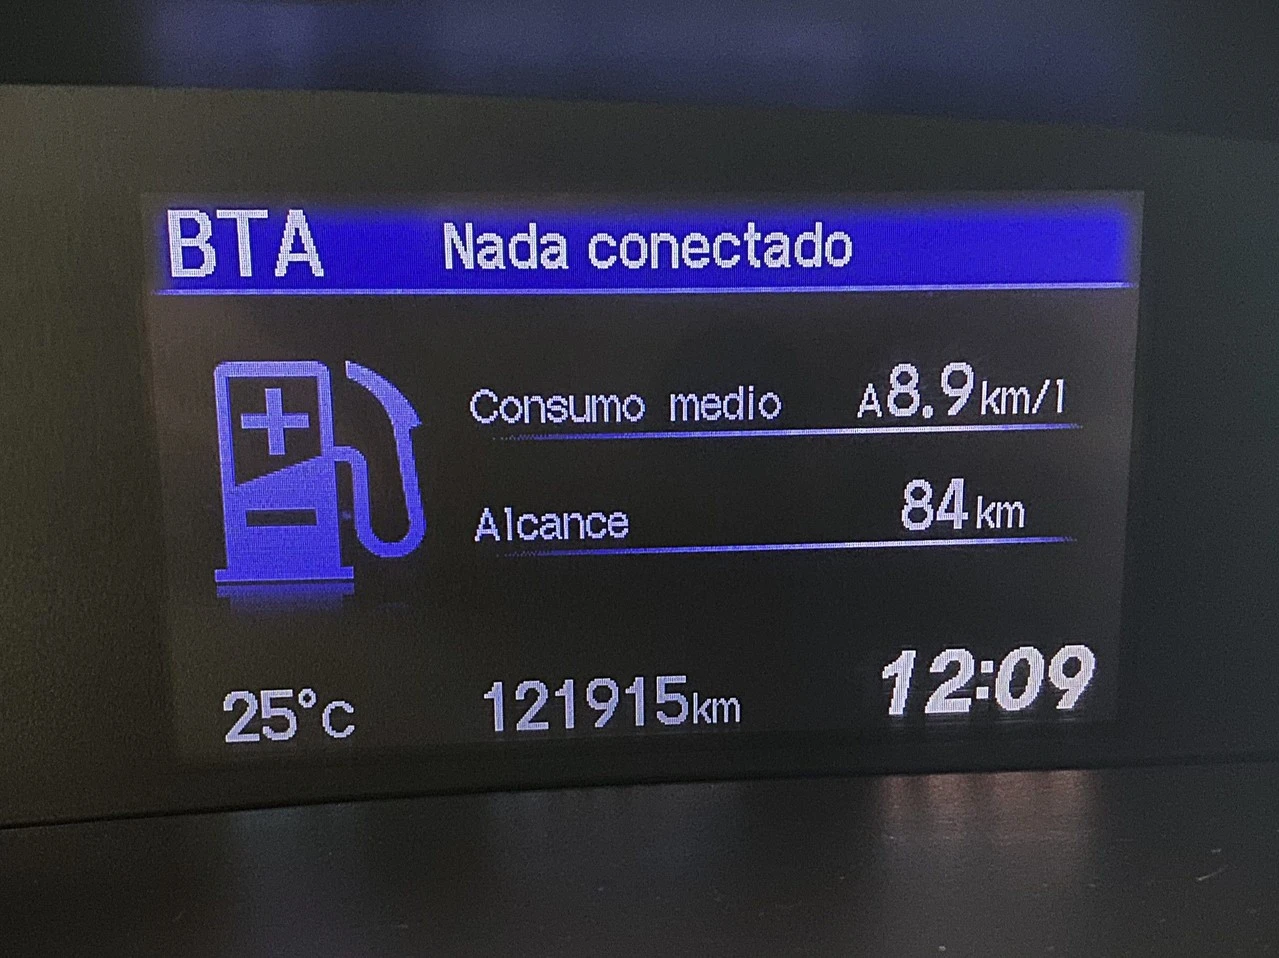 BTA Nada conectado
Consumo medio A8.9km/l
Alcance 84km
25°C 121915km 12:09